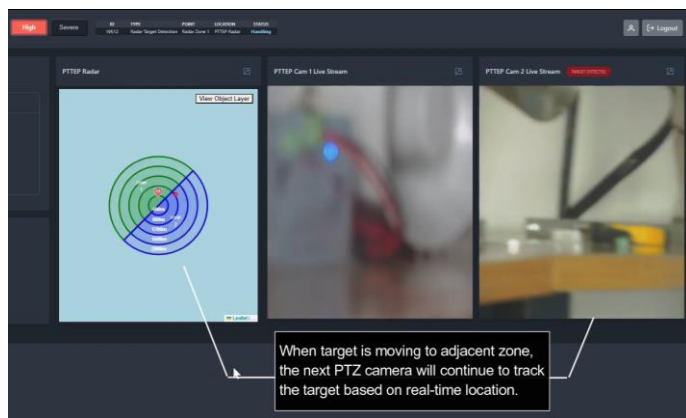 High
Severe
ID TYPE POINT LOCATION STATUS
Radar Target Detection Radar Zone 1 PTTEP Radar Handling
Logout
PTTEP Radar
PTTEP Cam 1 Live Stream
PTTEP Cam 2 Live Stream
View Object Layer
Leaflet
When target is moving to adjacent zone,
the next PTZ camera will continue to track
the target based on real-time location.